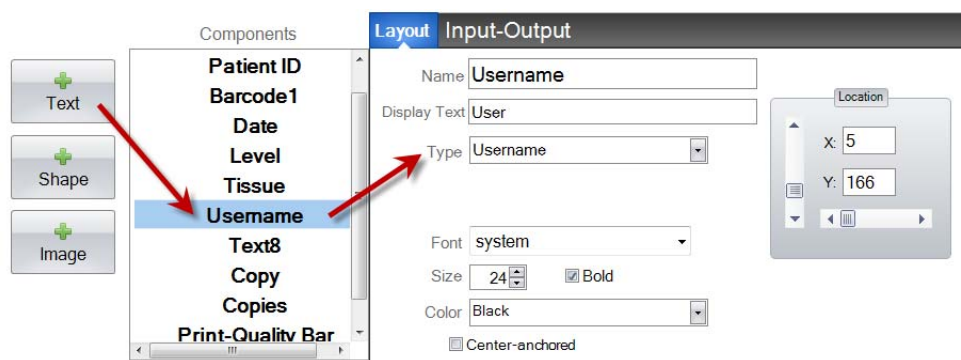 Components
Text
Shape
Image
Patient ID
Barcode1
Date
Level
Tissue
Username
Text8
Copy
Copies
Print-Quality Bar
Layout Input-Output
Name Username
Display Text User
Type Username
Font system
Size 24 Bold
Color Black
Center-anchored
Location
X: 5
Y: 166